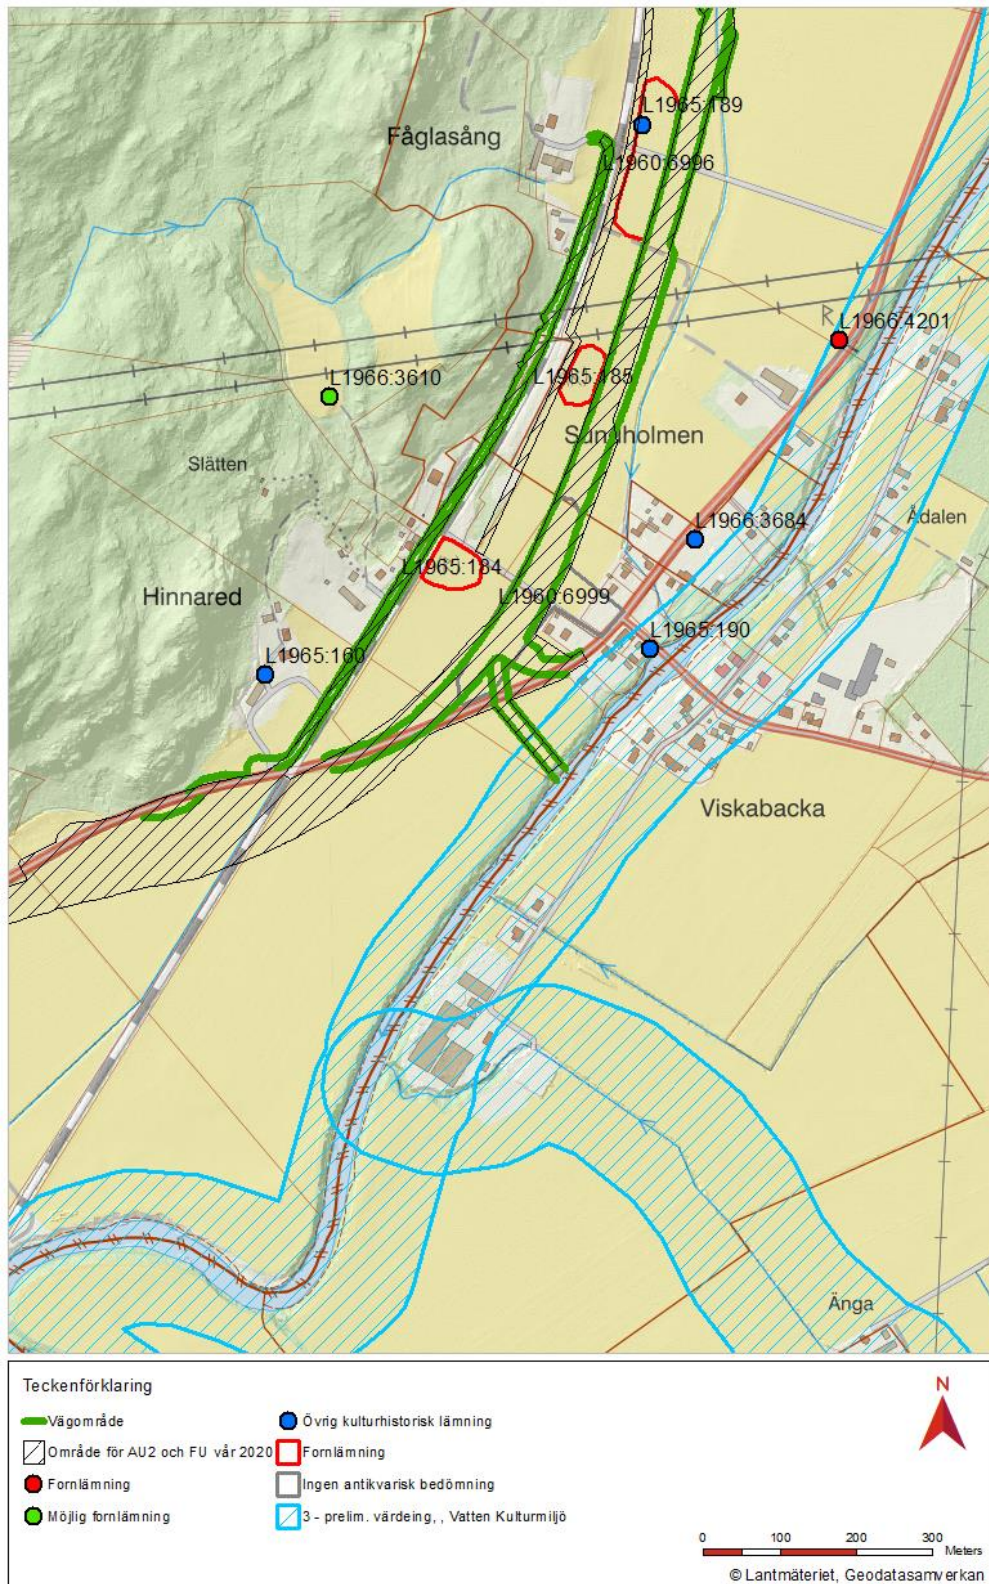 L1965:189
Fåglasång
L1960:6996
L1966:4201
L1966:3610
L1965:185
Sundholmen
Slätten
Ådalen
L1966:3684
L1965:184
Hinnared
L1960:6999
L1965:190
L1965:160
Viskabacka
Änga
Teckenförklaring
Vägområde
Övrig kulturhistorisk lämning
Område för AU2 och FU vår 2020
Fornlämning
Fornlämning
Ingen antikvarisk bedömning
Möjlig fornlämning
3 - prelim. värdeing, , Vatten Kulturmiljö
N
0 100 200 300
Meters
© Lantmäteriet, Geodatasamverkan